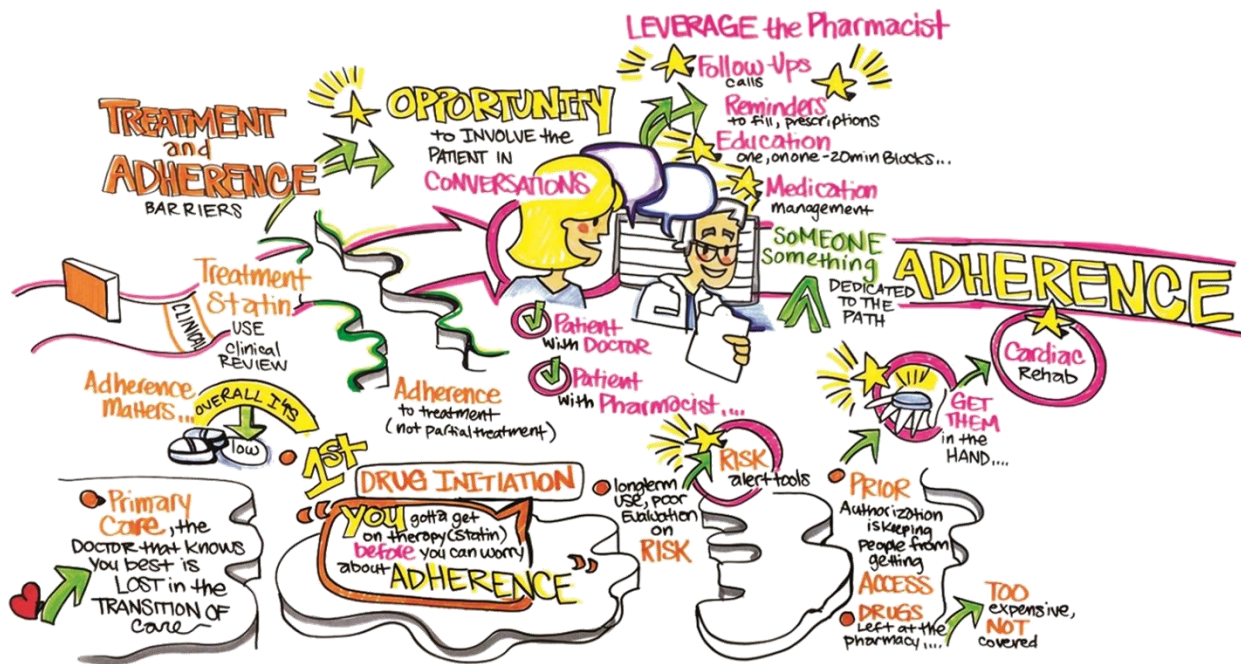 TREATMENT
and
ADHERENCE
BARRIERS
OPPORTUNITY
to INVOLVE the
PATIENT IN
CONVERSATIONS
LEVERAGE the Pharmacist
Follow-Ups
calls
Reminders
to fill, prescriptions
Education
one, on one - 20min Blocks...
Medication
management
SOMEONE
Something
DEDICATED
TO THE
PATH
ADHERENCE
Cardiac
Rehab
Treatment
Statin
USE
Clinical
REVIEW
CLINICAL
Adherence
Matters...
OVERALL IT'S
low
Adherence
to treatment
(not partial treatment)
Patient
with DOCTOR
Patient
with Pharmacist....
GET
THEM
in the
HAND....
Primary
Care, the
DOCTOR that knows
You best is
LOST in the
TRANSITION OF
care
1st
DRUG INITIATION
"YOU gotta get
on therapy (statin)
before you can worry
about ADHERENCE"
longterm
USE, poor
Evaluation
on
RISK
RISK
alert tools
PRIOR
Authorization
is keeping
people from
getting
ACCESS
DRUGS
Left at the
pharmacy....
TOO
expensive,
NOT
covered